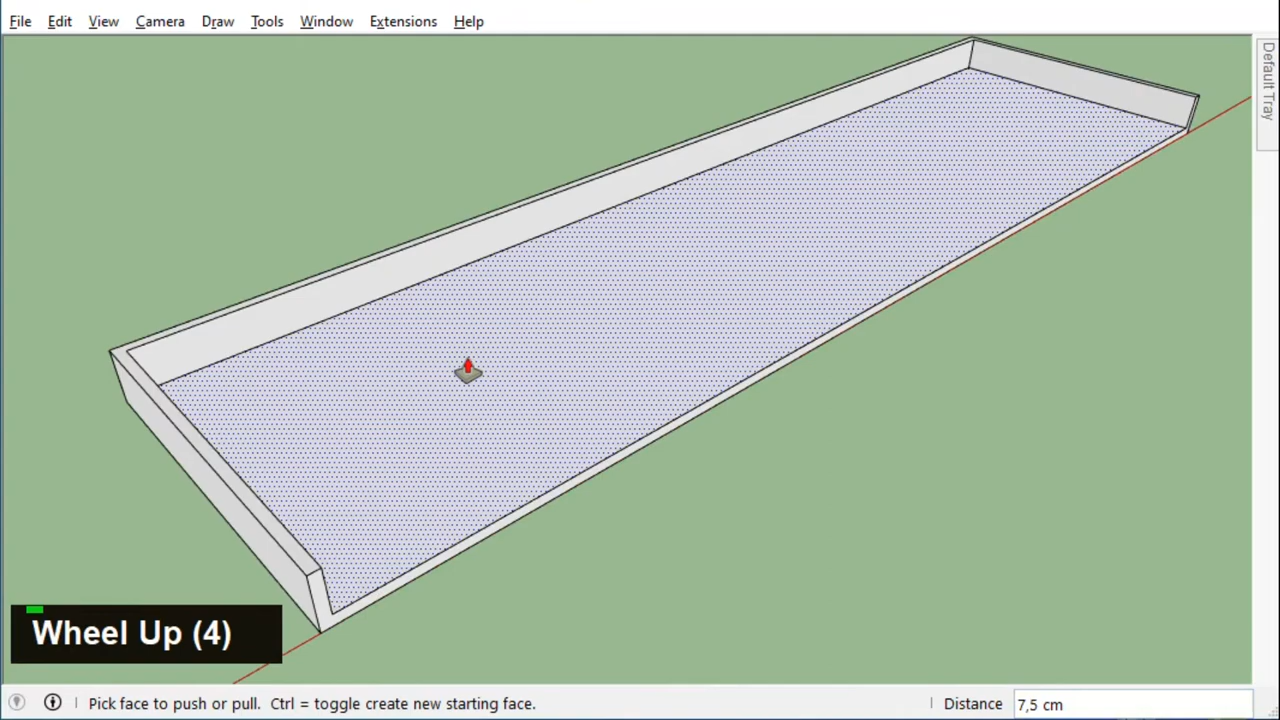 File Edit View Camera Draw Tools Window Extensions Help
Default Tray
Wheel Up (4)
Pick face to push or pull. Ctrl = toggle create new starting face.
Distance 7,5 cm